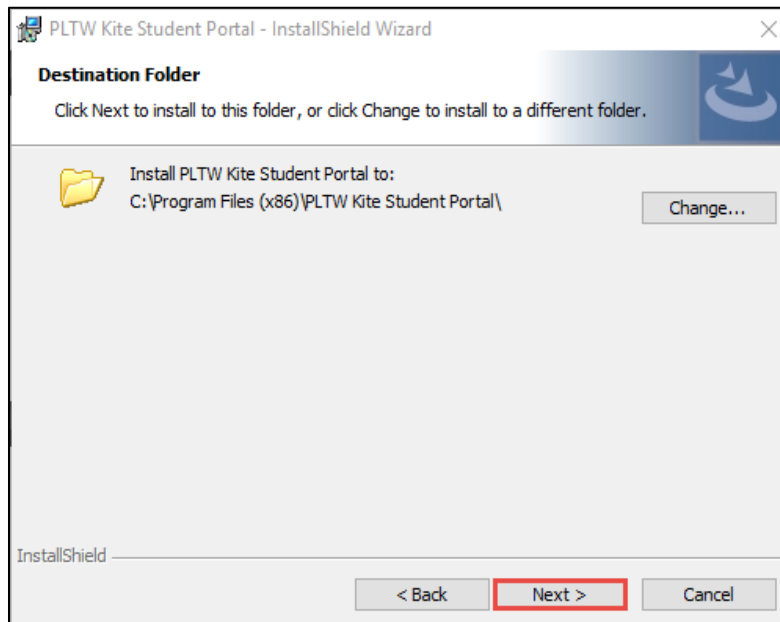 PLTW Kite Student Portal - InstallShield Wizard
Destination Folder
Click Next to install to this folder, or click Change to install to a different folder.
Install PLTW Kite Student Portal to:
C:\Program Files (x86)\PLTW Kite Student Portal\
Change...
InstallShield
< Back
Next >
Cancel